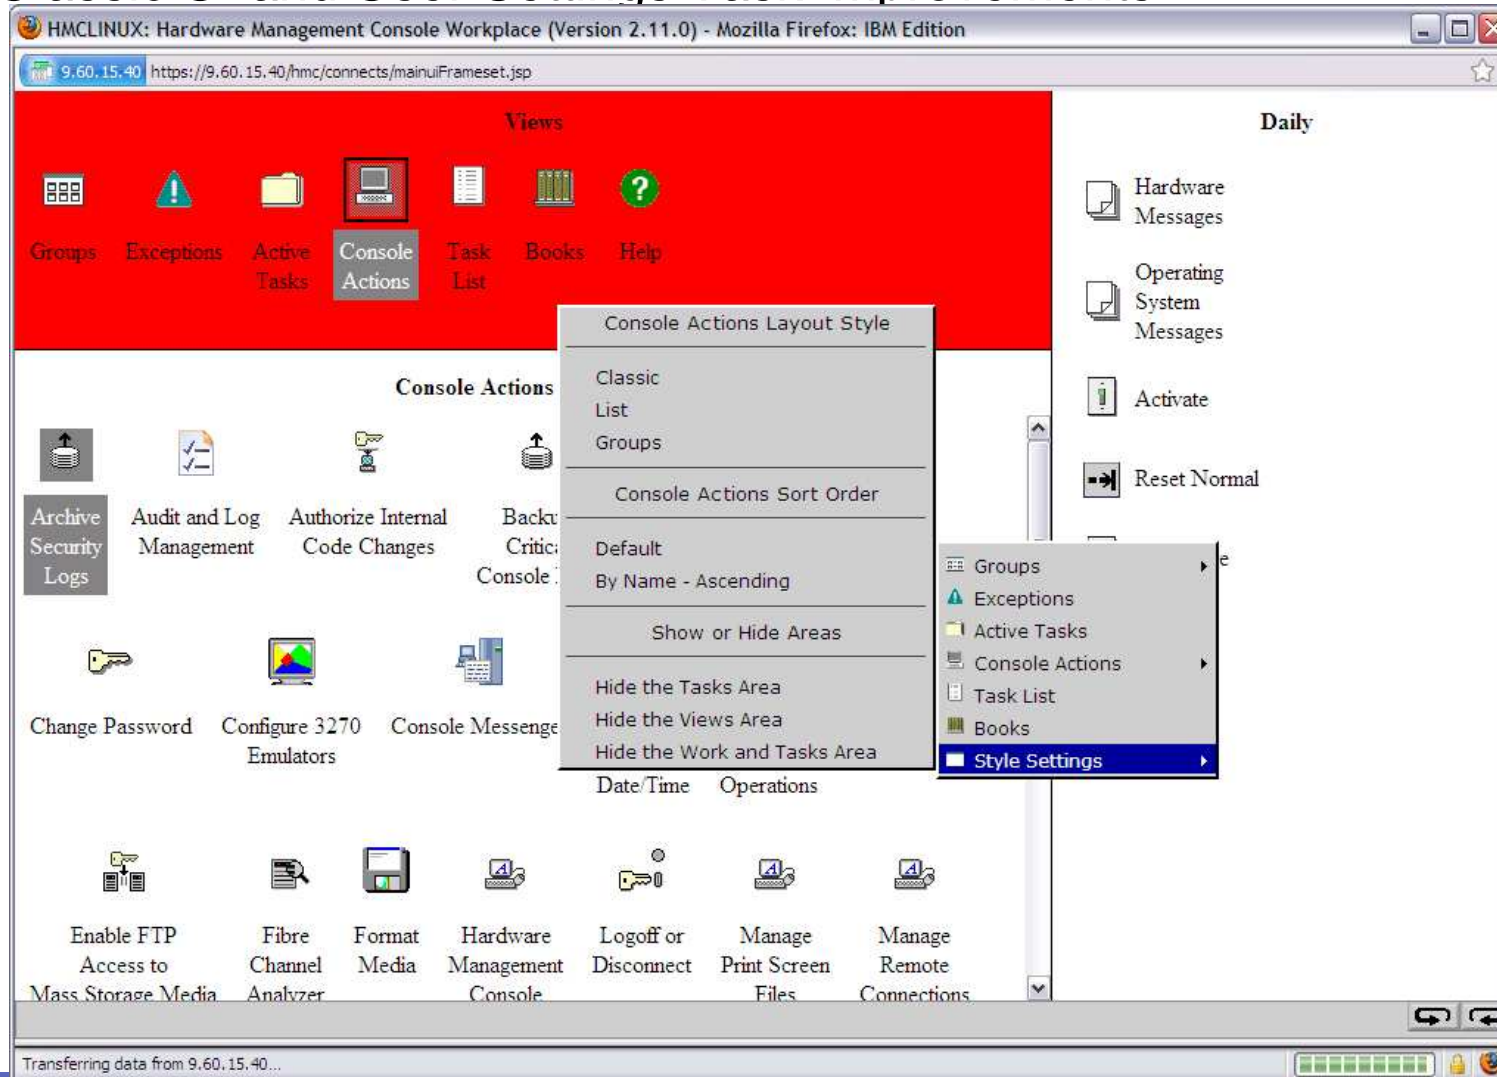 HMCLINUX: Hardware Management Console Workplace (Version 2.11.0) - Mozilla Firefox: IBM Edition
9.60.15.40 https://9.60.15.40/hmc/connects/mainuiFrameset.jsp
Views
Groups
Exceptions
Active
Tasks
Console
Actions
Task
List
Books
Help
Console Actions
Archive
Security
Logs
Audit and Log
Management
Authorize Internal
Code Changes
Critic
Console
Change Password
Configure 3270
Emulators
Console Messenge
Date/Time
Operations
Enable FTP
Access to
Mass Storage Media
Fibre
Channel
Analyzer
Format
Media
Hardware
Management
Console
Logoff or
Disconnect
Manage
Print Screen
Files
Manage
Remote
Connections
Console Actions Layout Style
Classic
List
Groups
Console Actions Sort Order
Default
By Name - Ascending
Show or Hide Areas
Hide the Tasks Area
Hide the Views Area
Hide the Work and Tasks Area
Groups
Exceptions
Active Tasks
Console Actions
Task List
Books
Style Settings
Daily
Hardware
Messages
Operating
System
Messages
Activate
Reset Normal
Transferring data from 9.60.15.40...